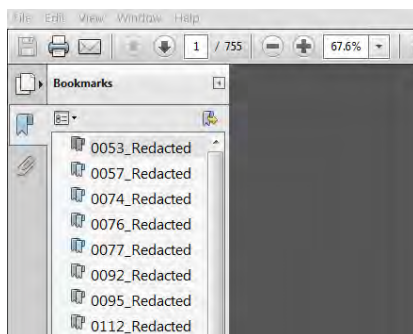 File Edit View Window Help
1 / 755 67.6%
Bookmarks
0053_Redacted
0057_Redacted
0074_Redacted
0076_Redacted
0077_Redacted
0092_Redacted
0095_Redacted
0112_Redacted